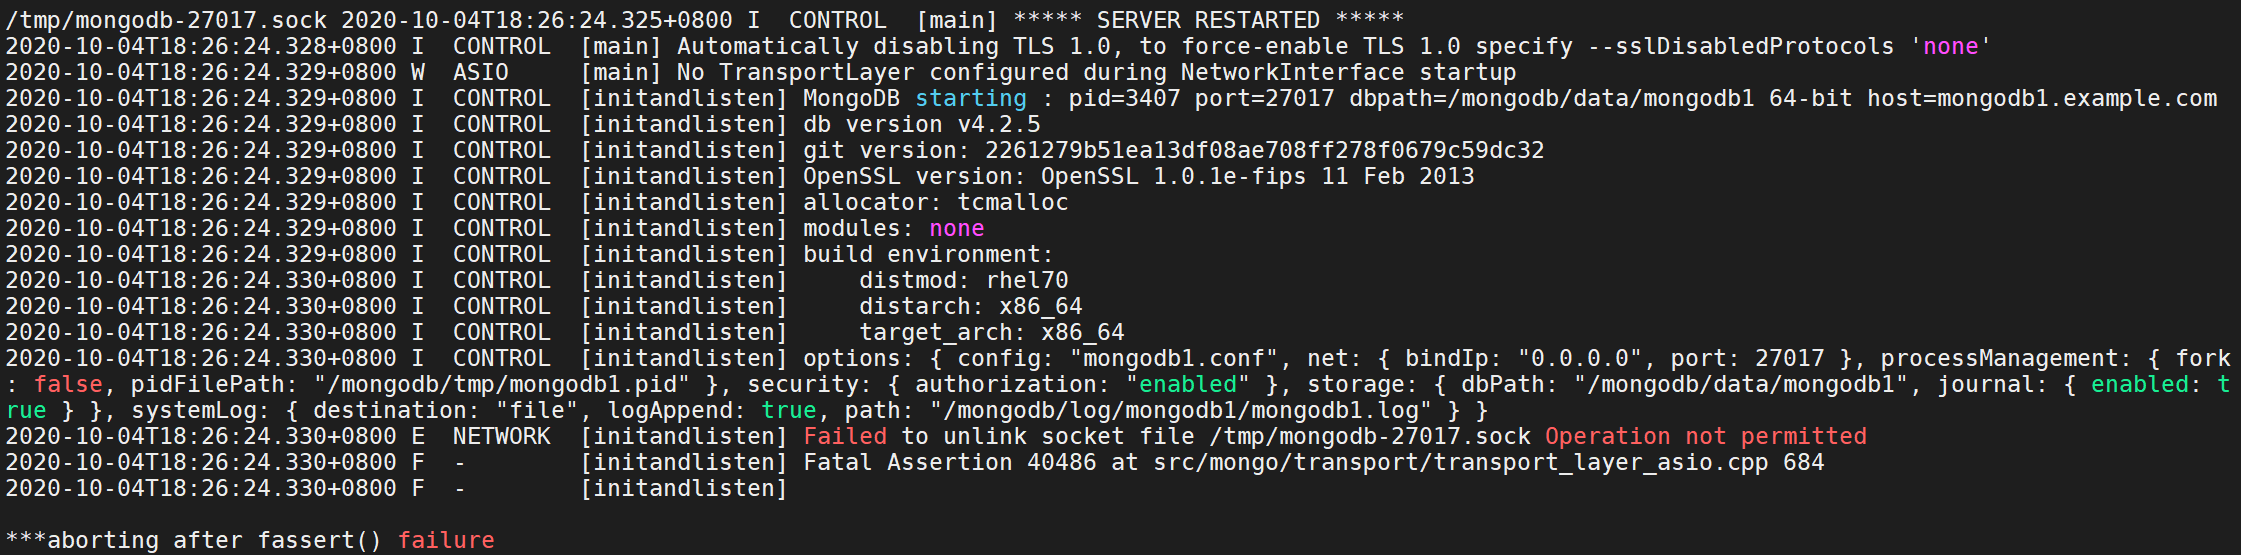 /tmp/mongodb-27017.sock 2020-10-04T18:26:24.325+0800 I  CONTROL  [main] ***** SERVER RESTARTED *****
2020-10-04T18:26:24.328+0800 I  CONTROL  [main] Automatically disabling TLS 1.0, to force-enable TLS 1.0 specify --sslDisabledProtocols 'none'
2020-10-04T18:26:24.329+0800 W  ASIO     [main] No TransportLayer configured during NetworkInterface startup
2020-10-04T18:26:24.329+0800 I  CONTROL  [initandlisten] MongoDB starting : pid=3407 port=27017 dbpath=/mongodb/data/mongodb1 64-bit host=mongodb1.example.com
2020-10-04T18:26:24.329+0800 I  CONTROL  [initandlisten] db version v4.2.5
2020-10-04T18:26:24.329+0800 I  CONTROL  [initandlisten] git version: 2261279b51ea13df08ae708ff278f0679c59dc32
2020-10-04T18:26:24.329+0800 I  CONTROL  [initandlisten] OpenSSL version: OpenSSL 1.0.1e-fips 11 Feb 2013
2020-10-04T18:26:24.329+0800 I  CONTROL  [initandlisten] allocator: tcmalloc
2020-10-04T18:26:24.329+0800 I  CONTROL  [initandlisten] modules: none
2020-10-04T18:26:24.329+0800 I  CONTROL  [initandlisten] build environment:
2020-10-04T18:26:24.330+0800 I  CONTROL  [initandlisten]     distmod: rhel70
2020-10-04T18:26:24.330+0800 I  CONTROL  [initandlisten]     distarch: x86_64
2020-10-04T18:26:24.330+0800 I  CONTROL  [initandlisten]     target_arch: x86_64
2020-10-04T18:26:24.330+0800 I  CONTROL  [initandlisten] options: { config: "mongodb1.conf", net: { bindIp: "0.0.0.0", port: 27017 }, processManagement: { fork
: false, pidFilePath: "/mongodb/tmp/mongodb1.pid" }, security: { authorization: "enabled" }, storage: { dbPath: "/mongodb/data/mongodb1", journal: { enabled: t
rue } }, systemLog: { destination: "file", logAppend: true, path: "/mongodb/log/mongodb1/mongodb1.log" } }
2020-10-04T18:26:24.330+0800 E  NETWORK  [initandlisten] Failed to unlink socket file /tmp/mongodb-27017.sock Operation not permitted
2020-10-04T18:26:24.330+0800 F  -        [initandlisten] Fatal Assertion 40486 at src/mongo/transport/transport_layer_asio.cpp 684
2020-10-04T18:26:24.330+0800 F  -        [initandlisten]
***aborting after fassert() failure